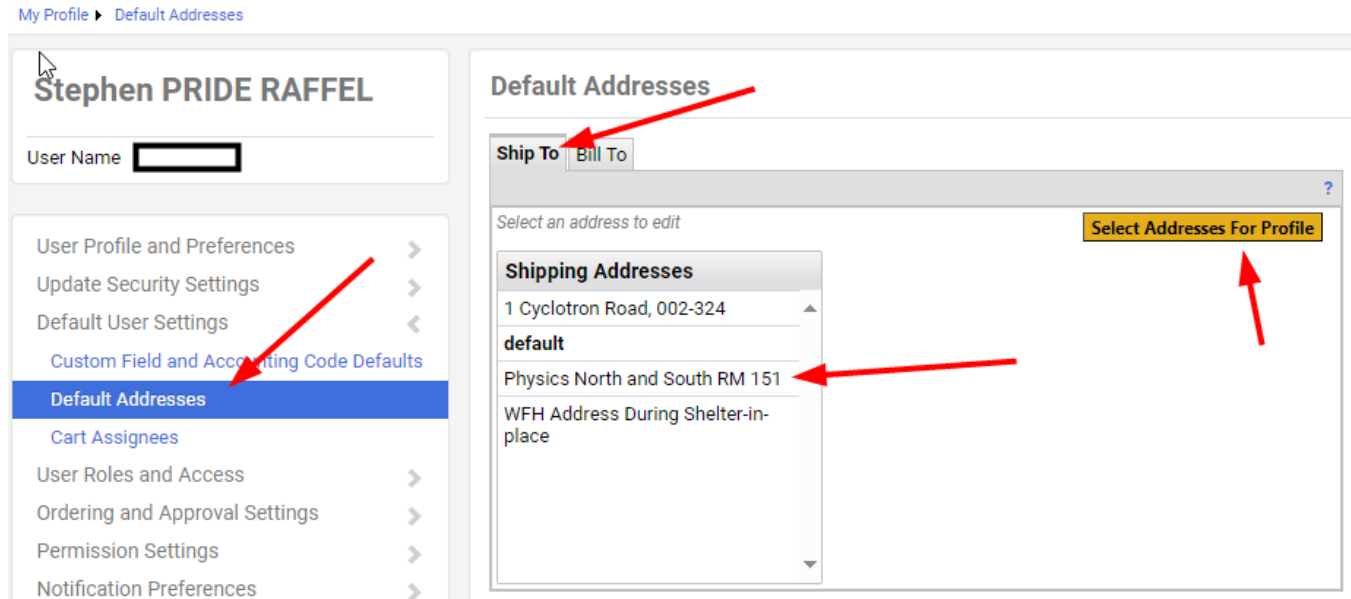 My Profile Default Addresses
Stephen PRIDE RAFFEL
User Name
User Profile and Preferences
Update Security Settings
Default User Settings
Custom Field and Accounting Code Defaults
Default Addresses
Cart Assignees
User Roles and Access
Ordering and Approval Settings
Permission Settings
Notification Preferences
Default Addresses
Ship To Bill To
?
Select an address to edit
Select Addresses For Profile
Shipping Addresses
1 Cyclotron Road, 002-324
default
Physics North and South RM 151
WFH Address During Shelter-in-
place